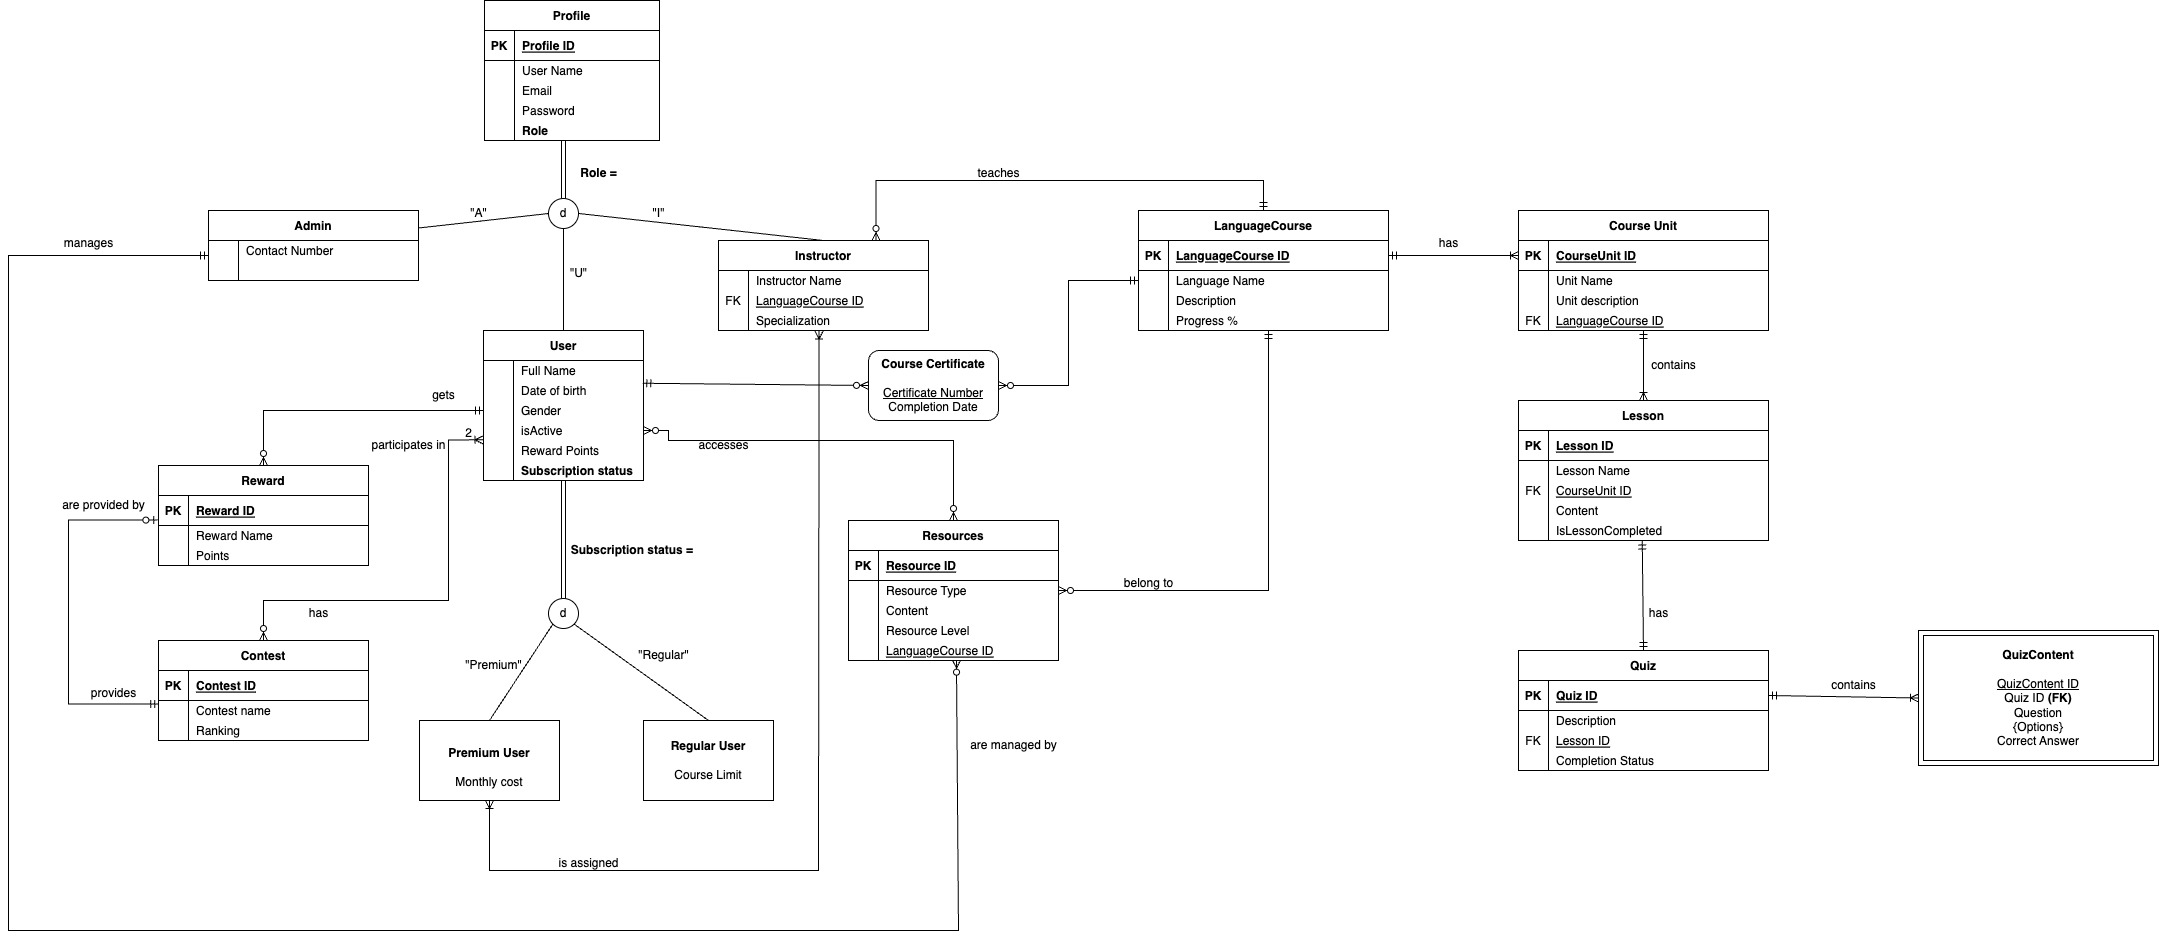 Profile
PK Profile ID
User Name
Email
Password
Role
Role =
"A"
"I"
"U"
teaches
manages
Admin
Contact Number
Instructor
Instructor Name
FK LanguageCourse ID
Specialization
LanguageCourse
PK LanguageCourse ID
Language Name
Description
Progress %
has
Course Unit
PK CourseUnit ID
Unit Name
Unit description
FK LanguageCourse ID
contains
User
Full Name
Date of birth
Gender
isActive
Reward Points
Subscription status
gets
2
participates in
Course Certificate
Certificate Number
Completion Date
accesses
Lesson
PK Lesson ID
Lesson Name
FK CourseUnit ID
Content
IsLessonCompleted
Reward
PK Reward ID
Reward Name
Points
are provided by
Subscription status =
Resources
PK Resource ID
Resource Type
Content
Resource Level
LanguageCourse ID
belong to
has
has
Contest
PK Contest ID
Contest name
Ranking
provides
"Premium"
"Regular"
Premium User
Monthly cost
Regular User
Course Limit
are managed by
is assigned
Quiz
PK Quiz ID
Description
FK Lesson ID
Completion Status
contains
QuizContent
QuizContent ID
Quiz ID (FK)
Question
{Options}
Correct Answer
d
d